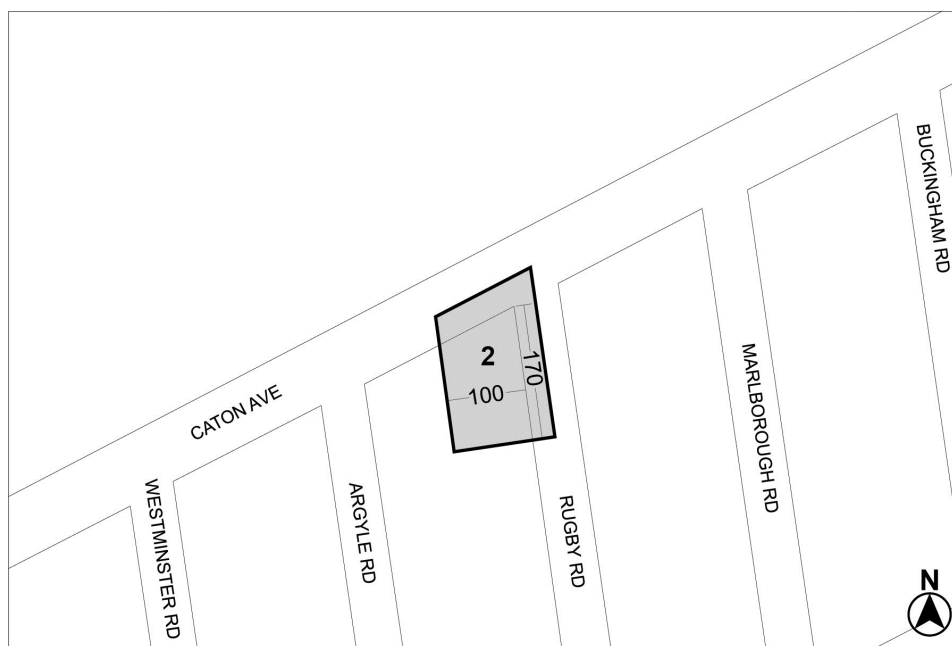 BUCKINGHAM RD
2
170
100
MARLBOROUGH RD
CATON AVE
WESTMINSTER RD
ARGYLE RD
RUGBY RD
N